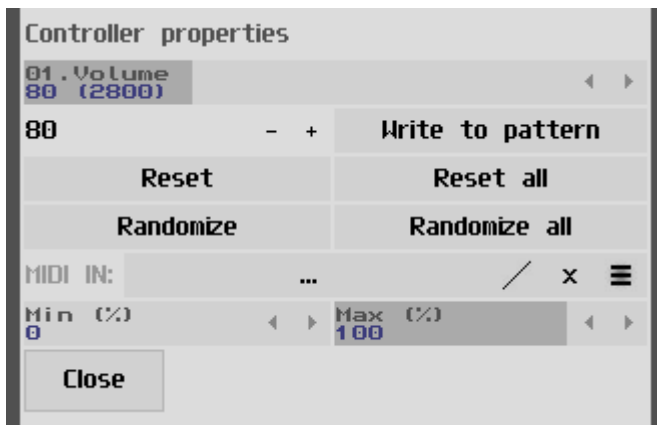 Controller properties
01.Volume
80 (2800)
80 - + Write to pattern
Reset Reset all
Randomize Randomize all
MIDI IN: ... / x ☰
Min (%) Max (%)
0 100
Close